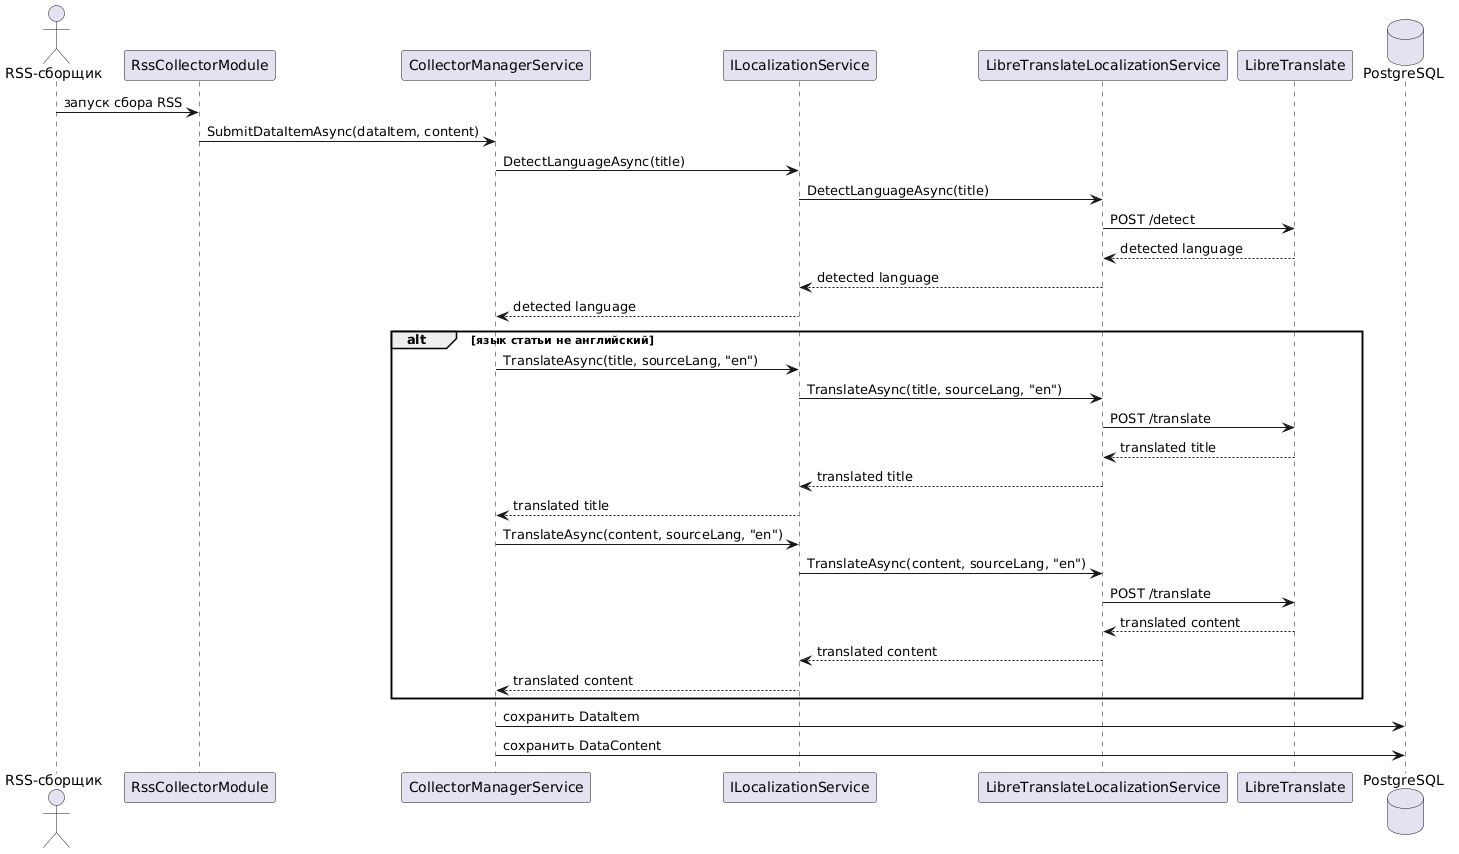 RSS-сборщик
RssCollectorModule
CollectorManagerService
ILocalizationService
LibreTranslateLocalizationService
LibreTranslate
PostgreSQL
запуск сбора RSS
SubmitDataItemAsync(dataItem, content)
DetectLanguageAsync(title)
DetectLanguageAsync(title)
POST /detect
detected language
detected language
detected language
alt [язык статьи не английский]
TranslateAsync(title, sourceLang, "en")
TranslateAsync(title, sourceLang, "en")
POST /translate
translated title
translated title
translated title
TranslateAsync(content, sourceLang, "en")
TranslateAsync(content, sourceLang, "en")
POST /translate
translated content
translated content
translated content
сохранить DataItem
сохранить DataContent
RSS-сборщик
RssCollectorModule
CollectorManagerService
ILocalizationService
LibreTranslateLocalizationService
LibreTranslate
PostgreSQL